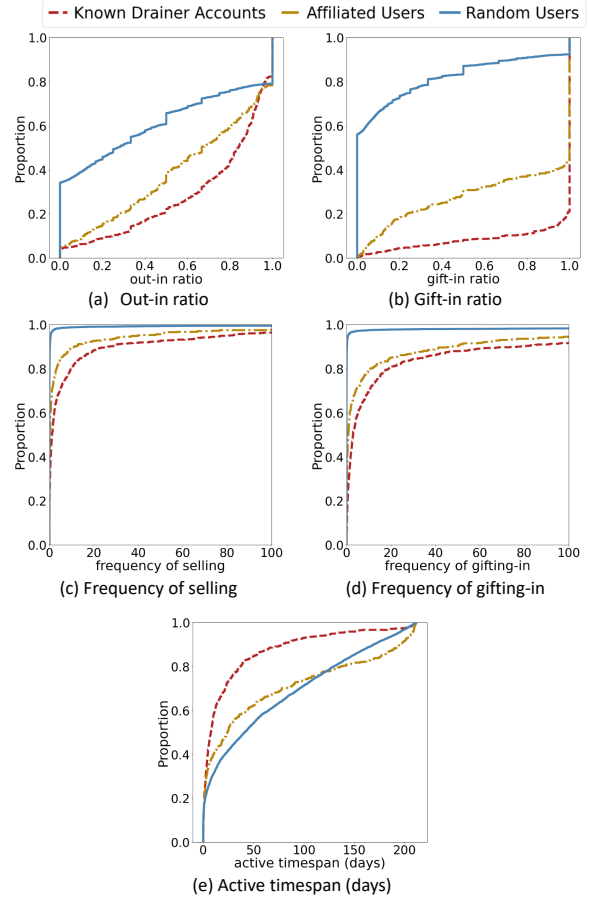 Known Drainer Accounts Affiliated Users Random Users
1.0 1.0
0.8 0.8
0.6 0.6
0.4 0.4
0.2 0.2
0.0 0.0
Proportion Proportion
0.0 0.2 0.4 0.6 0.8 1.0 0.0 0.2 0.4 0.6 0.8 1.0
out-in ratio gift-in ratio
(a) Out-in ratio (b) Gift-in ratio
1.0 1.0
0.8 0.8
0.6 0.6
0.4 0.4
0.2 0.2
0.0 0.0
Proportion Proportion
0 20 40 60 80 100 0 20 40 60 80 100
frequency of selling frequency of gifting-in
(c) Frequency of selling (d) Frequency of gifting-in
1.0
0.8
0.6
0.4
0.2
0.0
Proportion
0 50 100 150 200
active timespan (days)
(e) Active timespan (days)